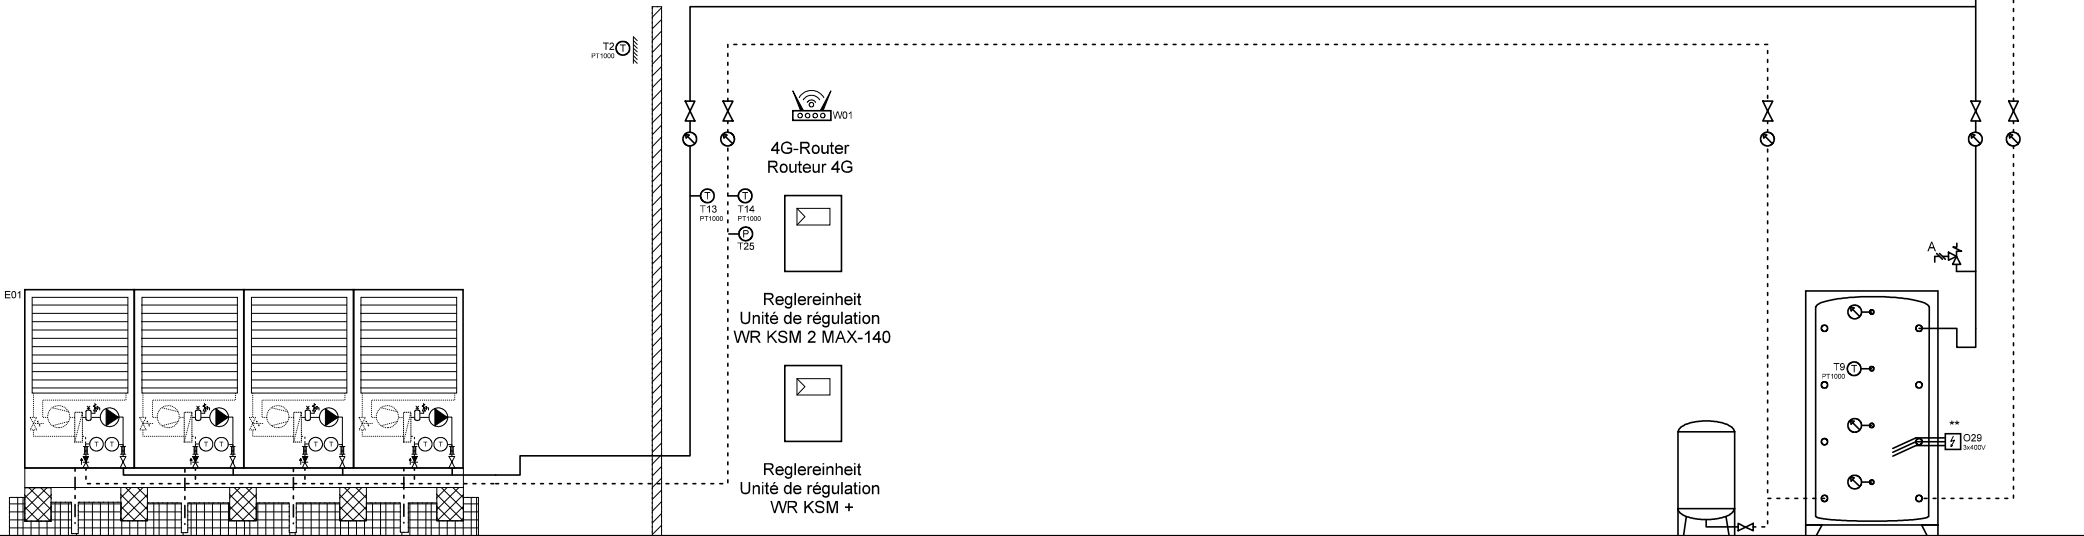 T2
T
PT1000
W01
4G-Router
Routeur 4G
T
T13
PT1000
T
T14
PT1000
P
T25
A
E01
Reglereinheit
Unité de régulation
WR KSM 2 MAX-140
T9
T
PT1000
T T
T T
T T
T T
**
O29
3x400V
Reglereinheit
Unité de régulation
WR KSM +